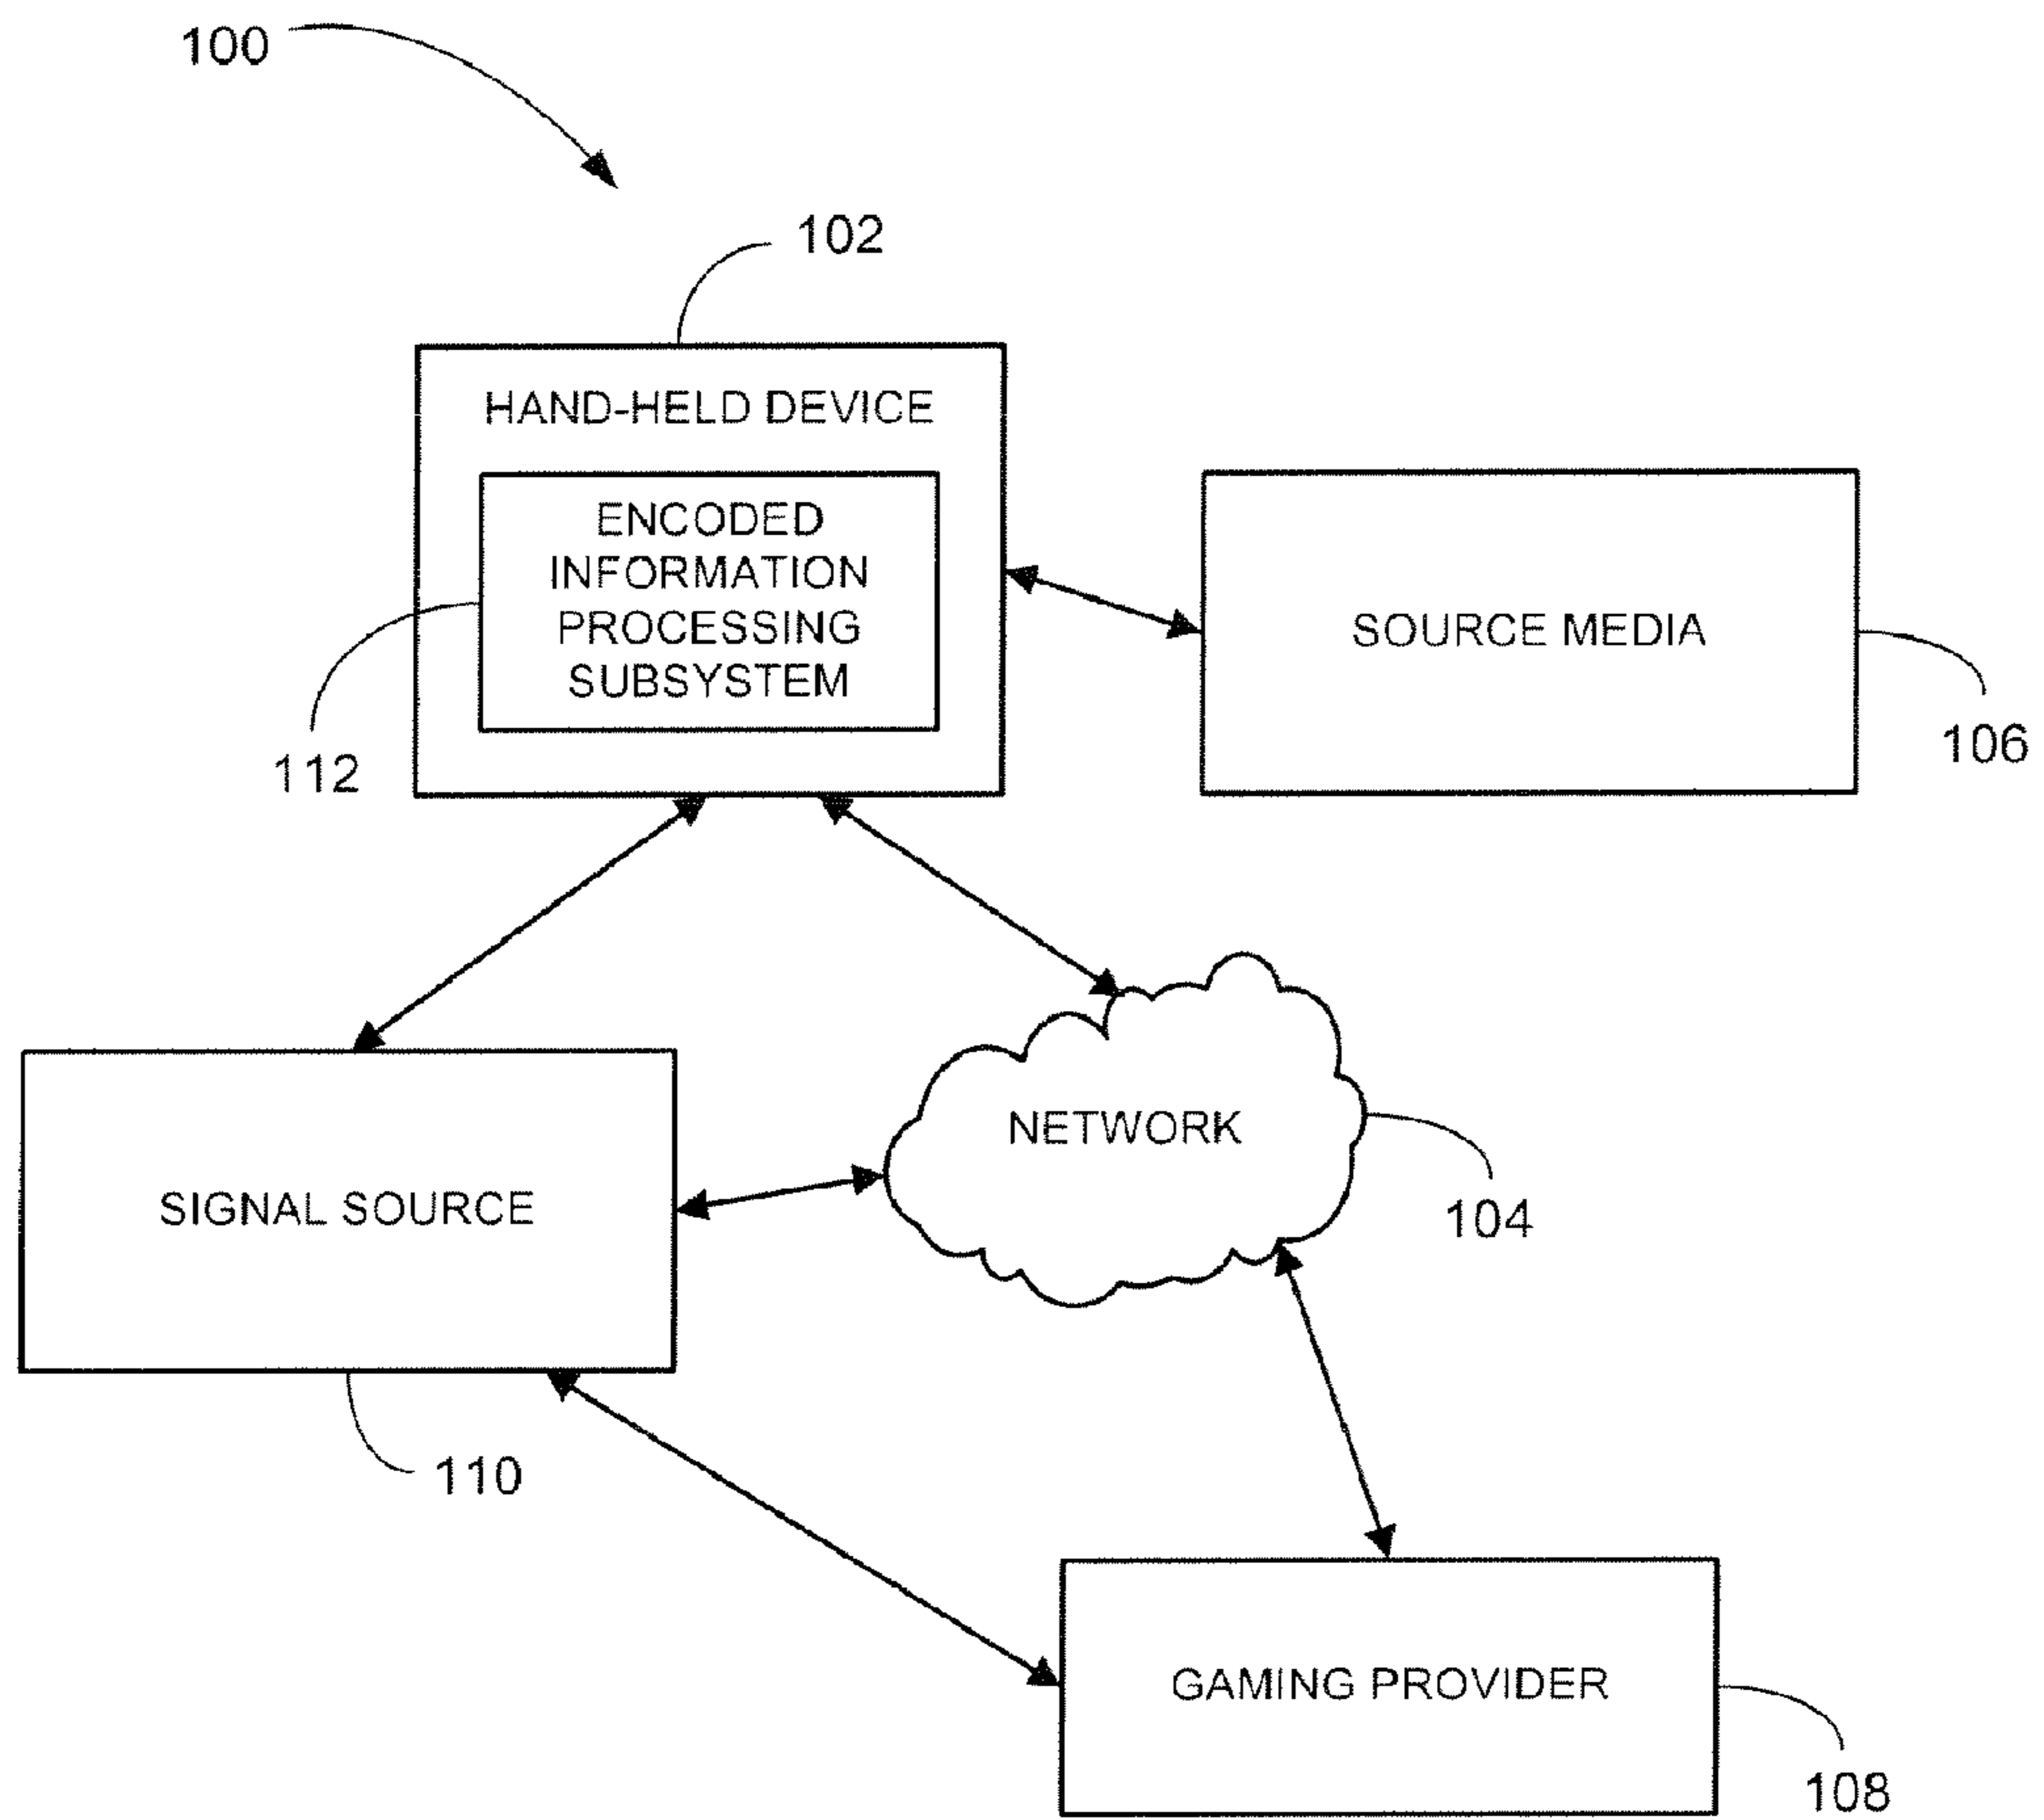 100
102
HAND-HELD DEVICE
ENCODED
INFORMATION
PROCESSING
SUBSYSTEM
SOURCE MEDIA
106
112
NETWORK
SIGNAL SOURCE
104
110
GAMING PROVIDER
108